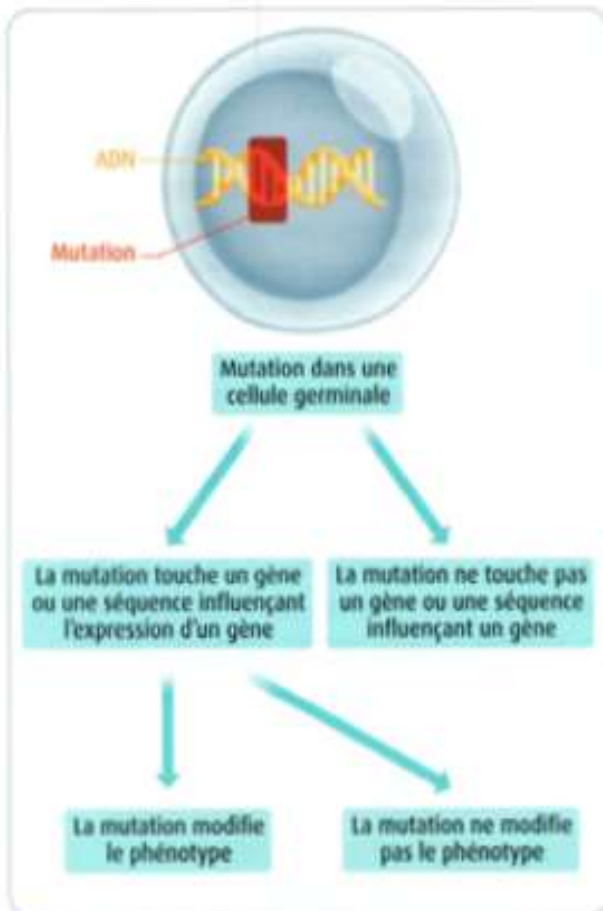 ADN
Mutation
Mutation dans une
cellule germinale
La mutation touche un gène
ou une séquence influençant
l'expression d'un gène
La mutation ne touche pas
un gène ou une séquence
influençant un gène
La mutation modifie
le phénotype
La mutation ne modifie
pas le phénotype